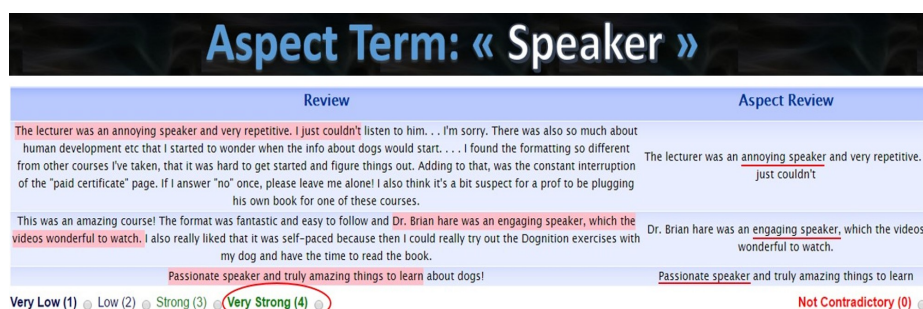 Aspect Term: « Speaker »
Review
Aspect Review
The lecturer was an annoying speaker and very repetitive. I just couldn't listen to him. . . I'm sorry. There was also so much about
human development etc that I started to wonder when the info about dogs would start. . . . I found the formatting so different
from other courses I've taken, that it was hard to get started and figure things out. Adding to that, was the constant interruption
of the "paid certificate" page. If I answer "no" once, please leave me alone! I also think it's a bit suspect for a prof to be plugging
his own book for one of these courses.
The lecturer was an annoying speaker and very repetitive.
just couldn't
This was an amazing course! The format was fantastic and easy to follow and Dr. Brian hare was an engaging speaker, which the
videos wonderful to watch. I also really liked that it was self-paced because then I could really try out the Dognition exercises with
my dog and have the time to read the book.
Dr. Brian hare was an engaging speaker, which the videos
wonderful to watch.
Passionate speaker and truly amazing things to learn about dogs!
Passionate speaker and truly amazing things to learn
Very Low (1) Low (2) Strong (3) Very Strong (4) Not Contradictory (0)